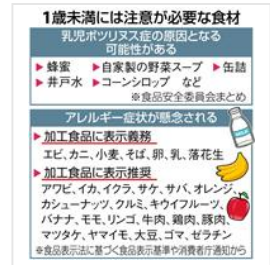 1歳未満には注意が必要な食材
乳児ボツリヌス症の原因となる
可能性がある
▶蜂蜜 ▶自家製の野菜スープ ▶缶詰
▶井戸水 ▶コーンシロップ など
※食品安全委員会まとめ
アレルギー症状が懸念される
▶加工食品に表示義務
エビ、カニ、小麦、そば、卵、乳、落花生
▶加工食品に表示推奨
アワビ、イカ、イクラ、サケ、サバ、オレンジ、
カシューナッツ、クルミ、キウイフルーツ、
バナナ、モモ、リンゴ、牛肉、鶏肉、豚肉、
マツタケ、ヤマイモ、大豆、ゴマ、ゼラチン
※食品表示法に基づく食品表示基準や消費者庁通知から